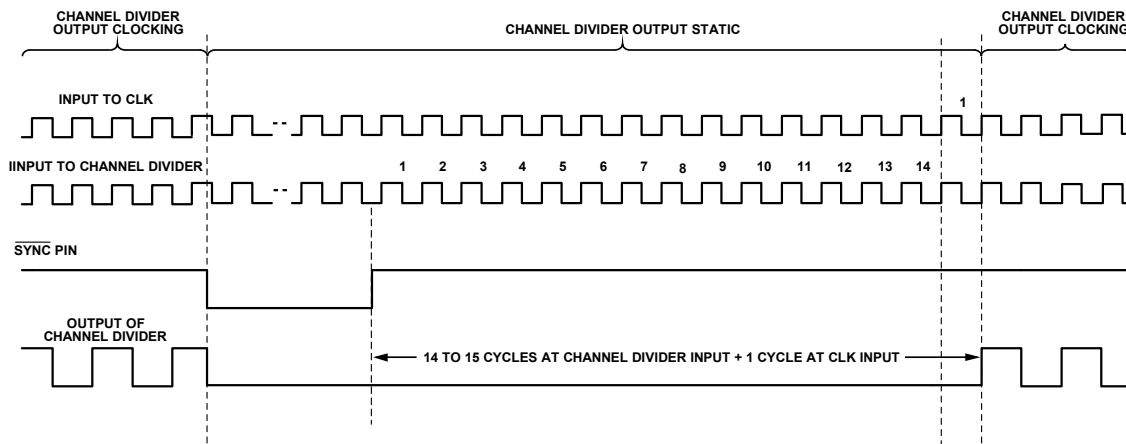 CHANNEL DIVIDER
OUTPUT CLOCKING
CHANNEL DIVIDER OUTPUT STATIC
CHANNEL DIVIDER
OUTPUT CLOCKING
INPUT TO CLK
1
IINPUT TO CHANNEL DIVIDER
1 2 3 4 5 6 7 8 9 10 11 12 13 14
SYNC PIN
OUTPUT OF
CHANNEL DIVIDER
14 TO 15 CYCLES AT CHANNEL DIVIDER INPUT + 1 CYCLE AT CLK INPUT